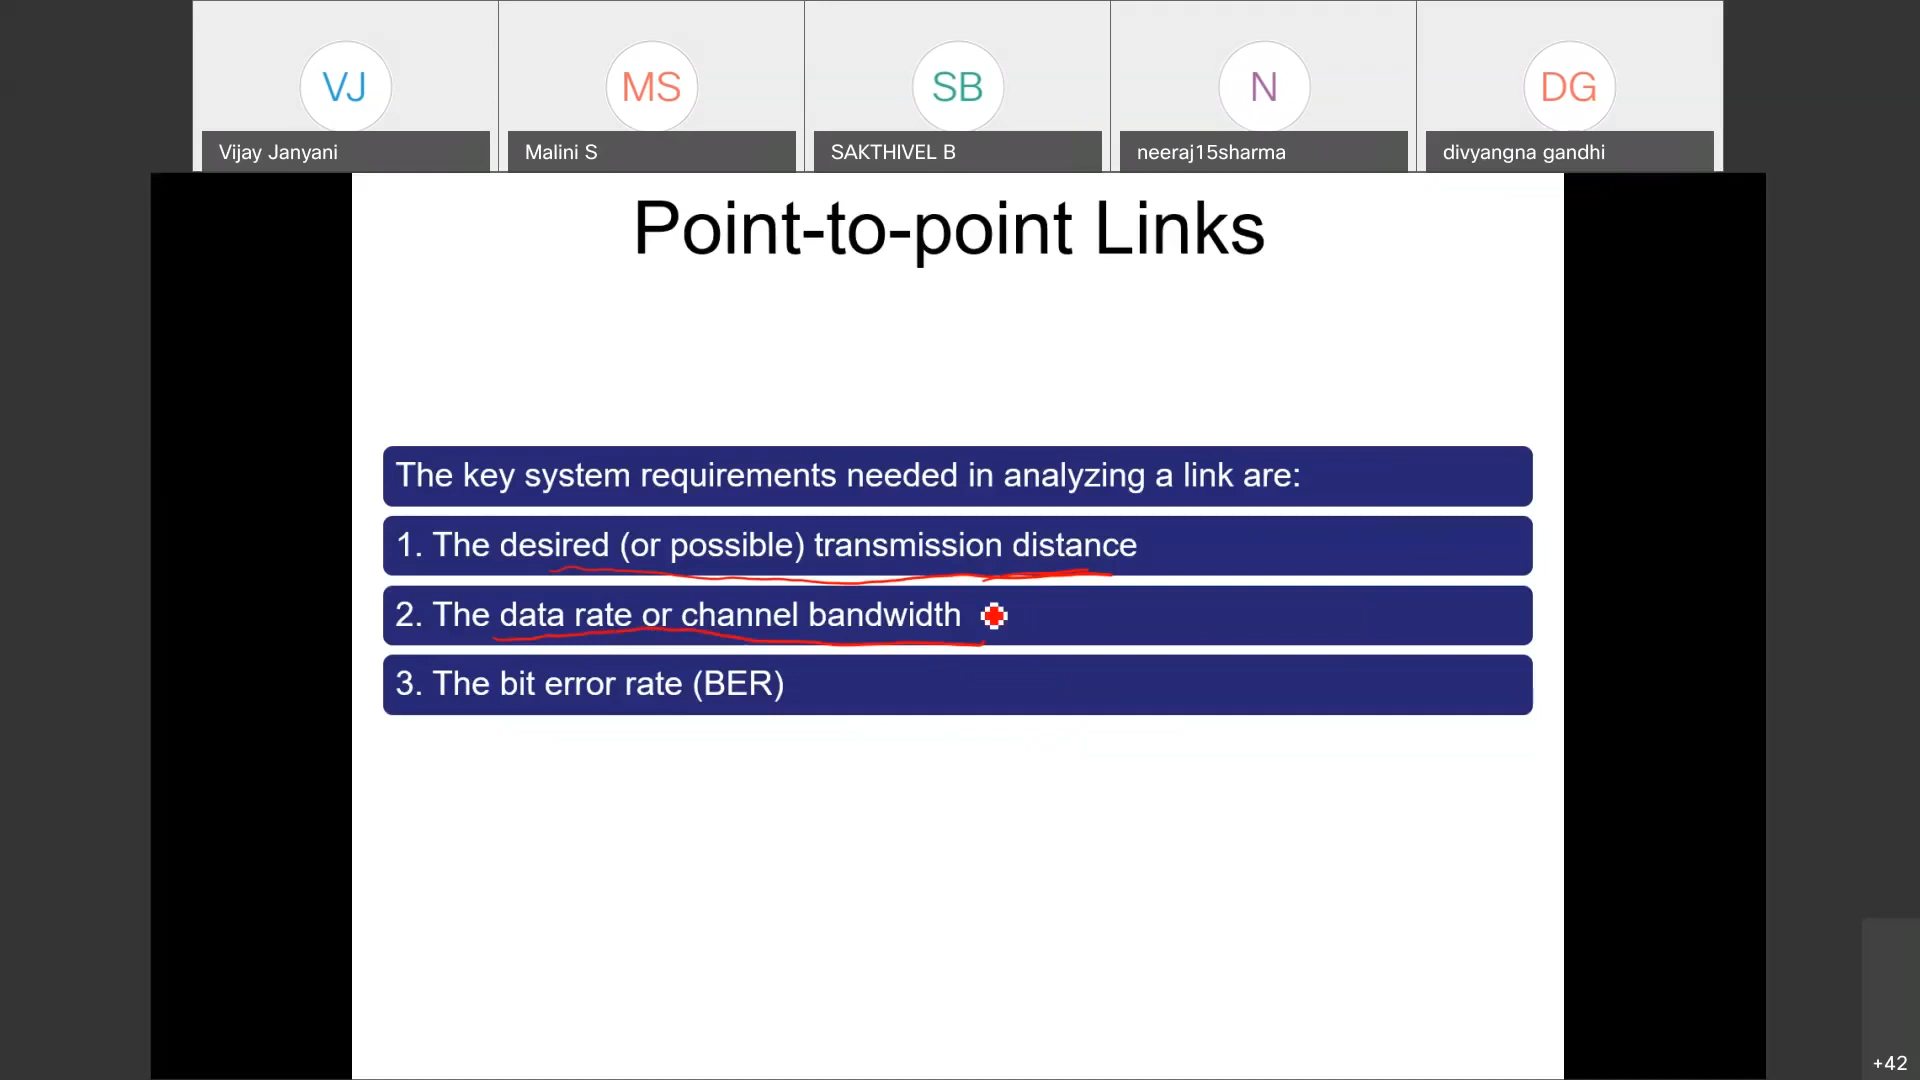 VJ
MS
SB
N
DG
Vijay Janyani
Malini S
SAKTHIVEL B
neeraj15sharma
divyangna gandhi
Point-to-point Links
The key system requirements needed in analyzing a link are:
1. The desired (or possible) transmission distance
2. The data rate or channel bandwidth
3. The bit error rate (BER)
+42